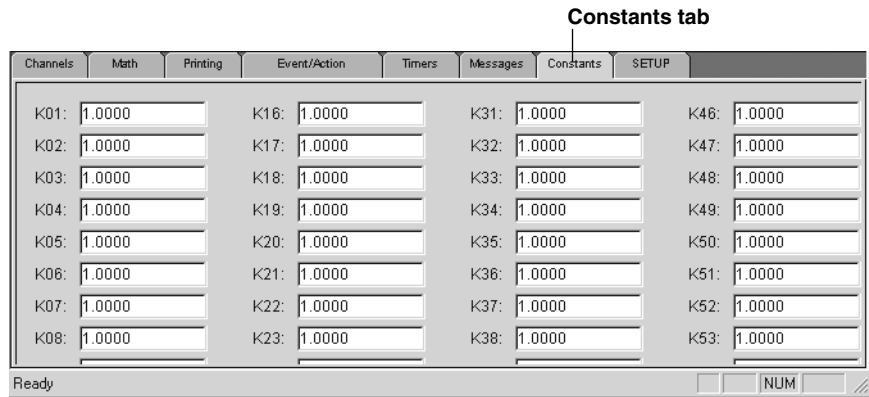 Constants tab
Channels Math Printing Event/Action Timers Messages Constants SETUP
K01: 1.0000 K16: 1.0000 K31: 1.0000 K46: 1.0000
K02: 1.0000 K17: 1.0000 K32: 1.0000 K47: 1.0000
K03: 1.0000 K18: 1.0000 K33: 1.0000 K48: 1.0000
K04: 1.0000 K19: 1.0000 K34: 1.0000 K49: 1.0000
K05: 1.0000 K20: 1.0000 K35: 1.0000 K50: 1.0000
K06: 1.0000 K21: 1.0000 K36: 1.0000 K51: 1.0000
K07: 1.0000 K22: 1.0000 K37: 1.0000 K52: 1.0000
K08: 1.0000 K23: 1.0000 K38: 1.0000 K53: 1.0000
Ready NUM